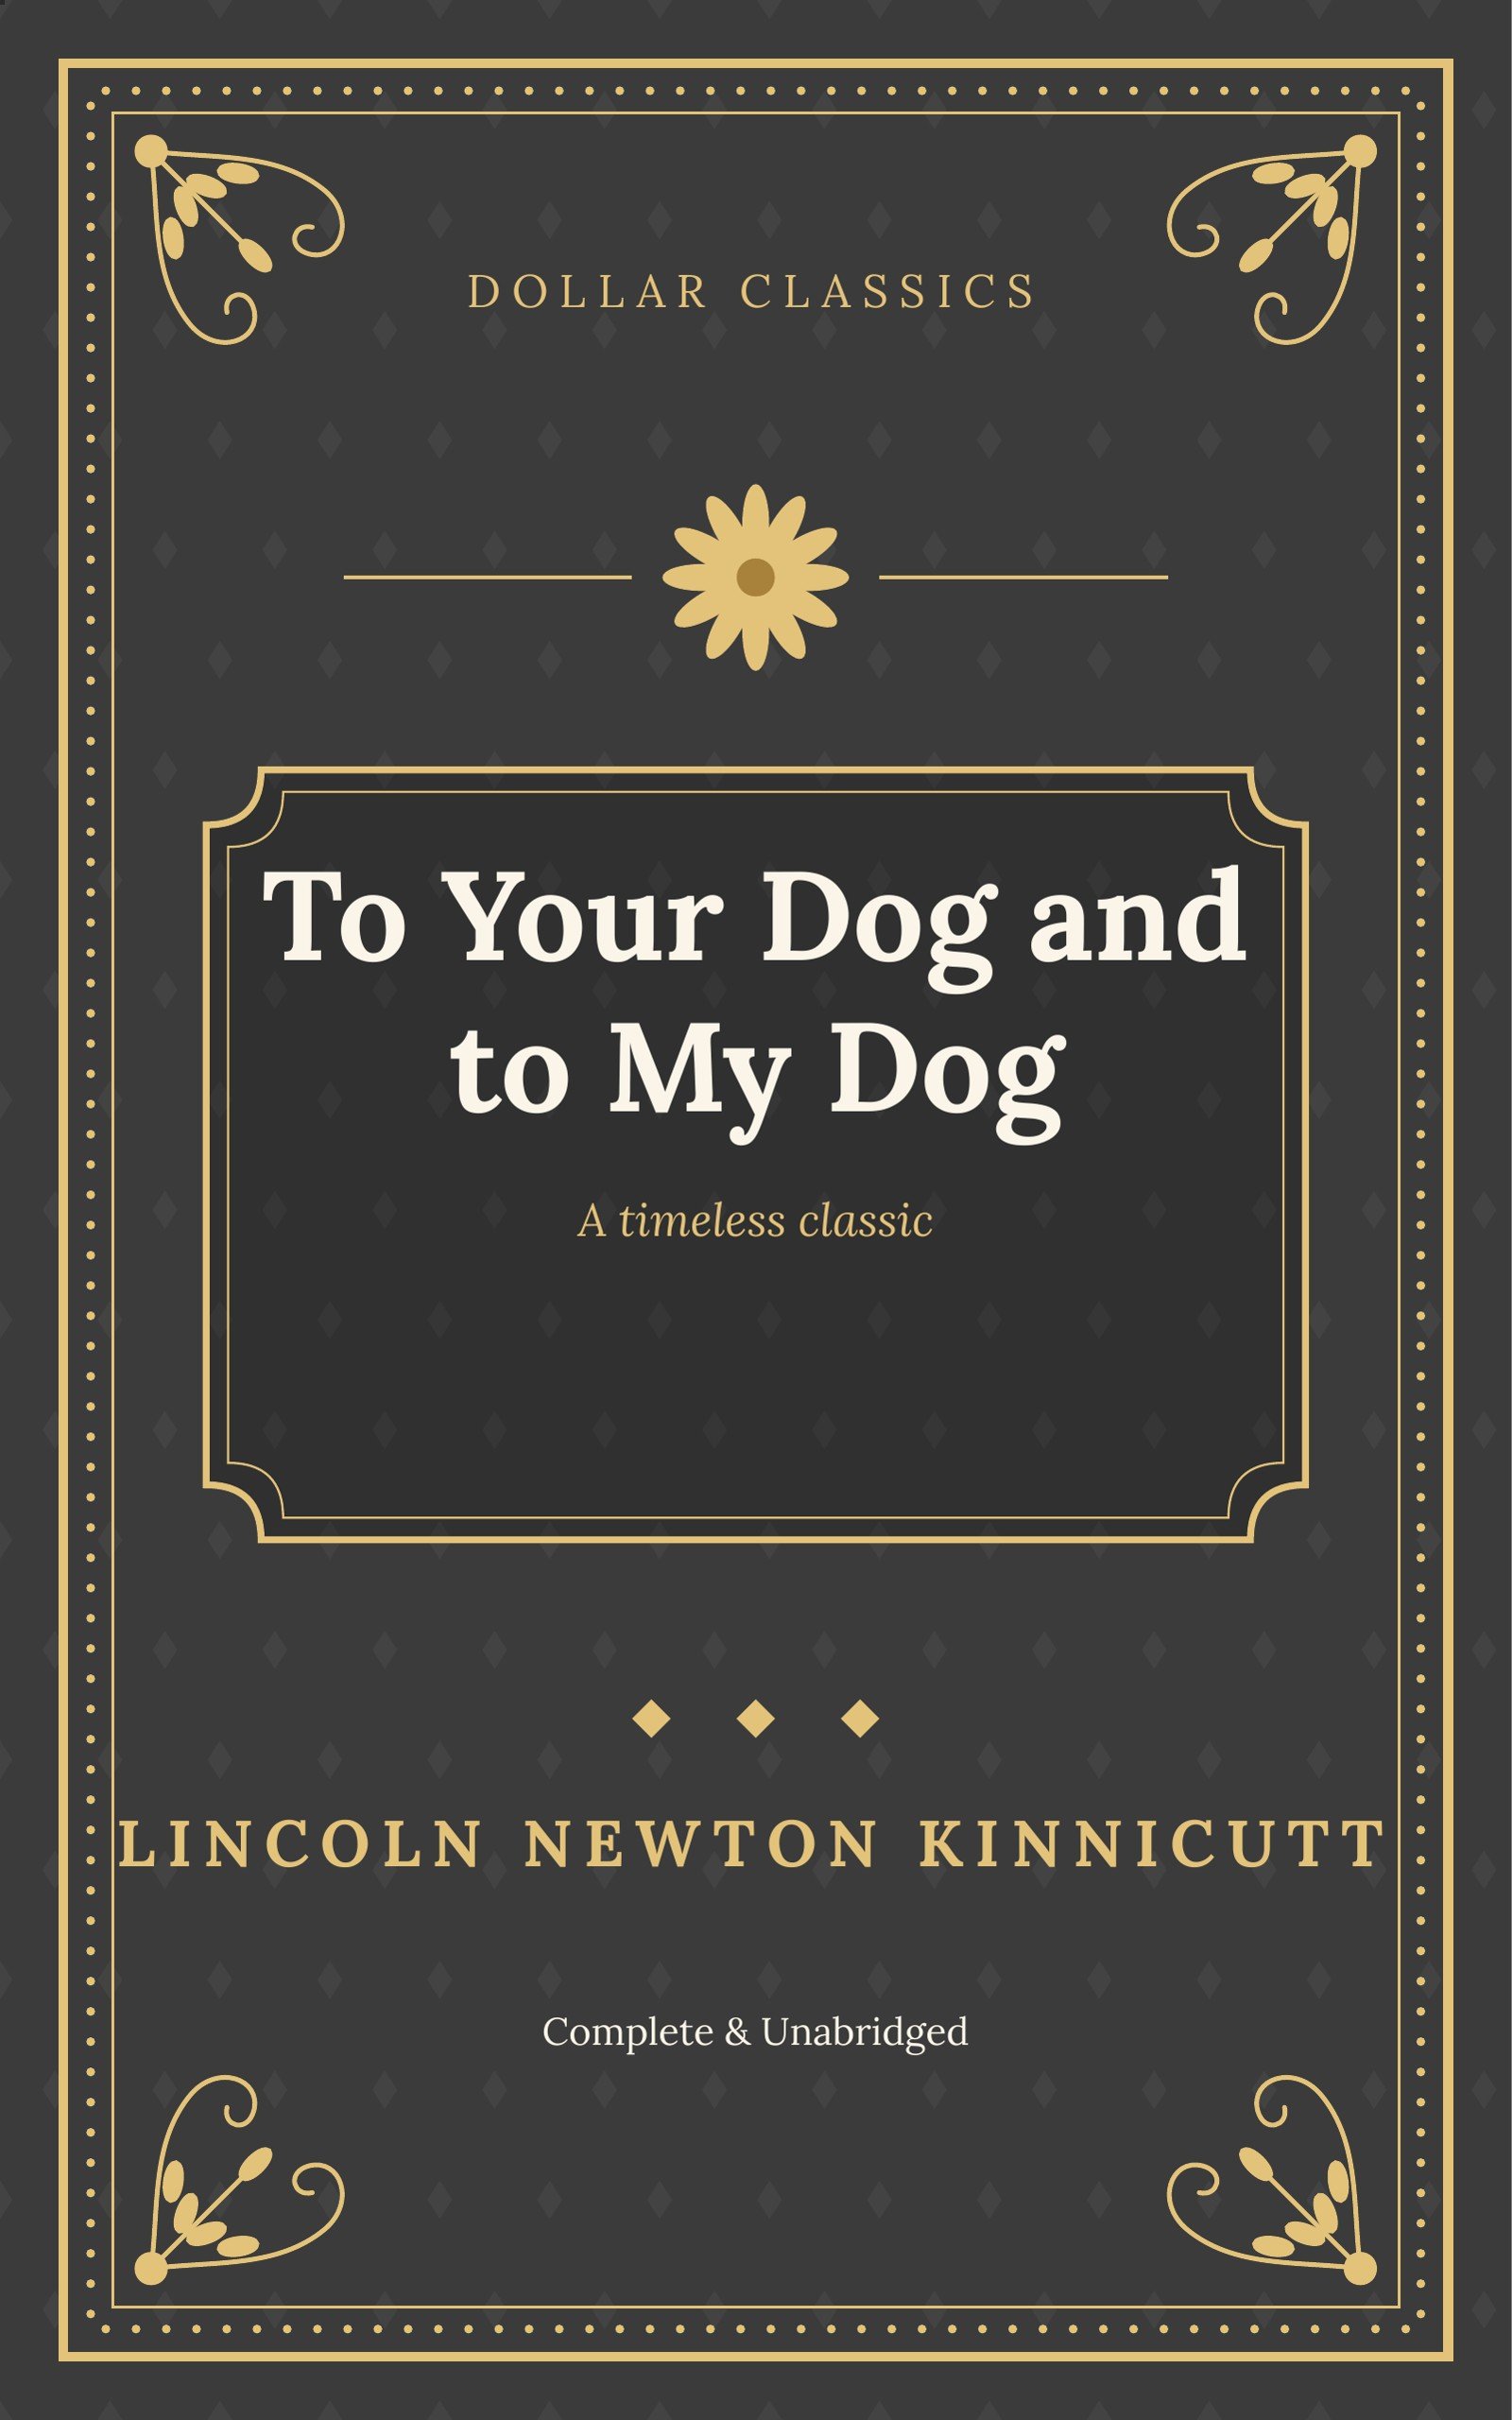 DOLLAR CLASSICS
To Your Dog and
to My Dog
A timeless classic
LINCOLN NEWTON KINNICUTT
Complete & Unabridged